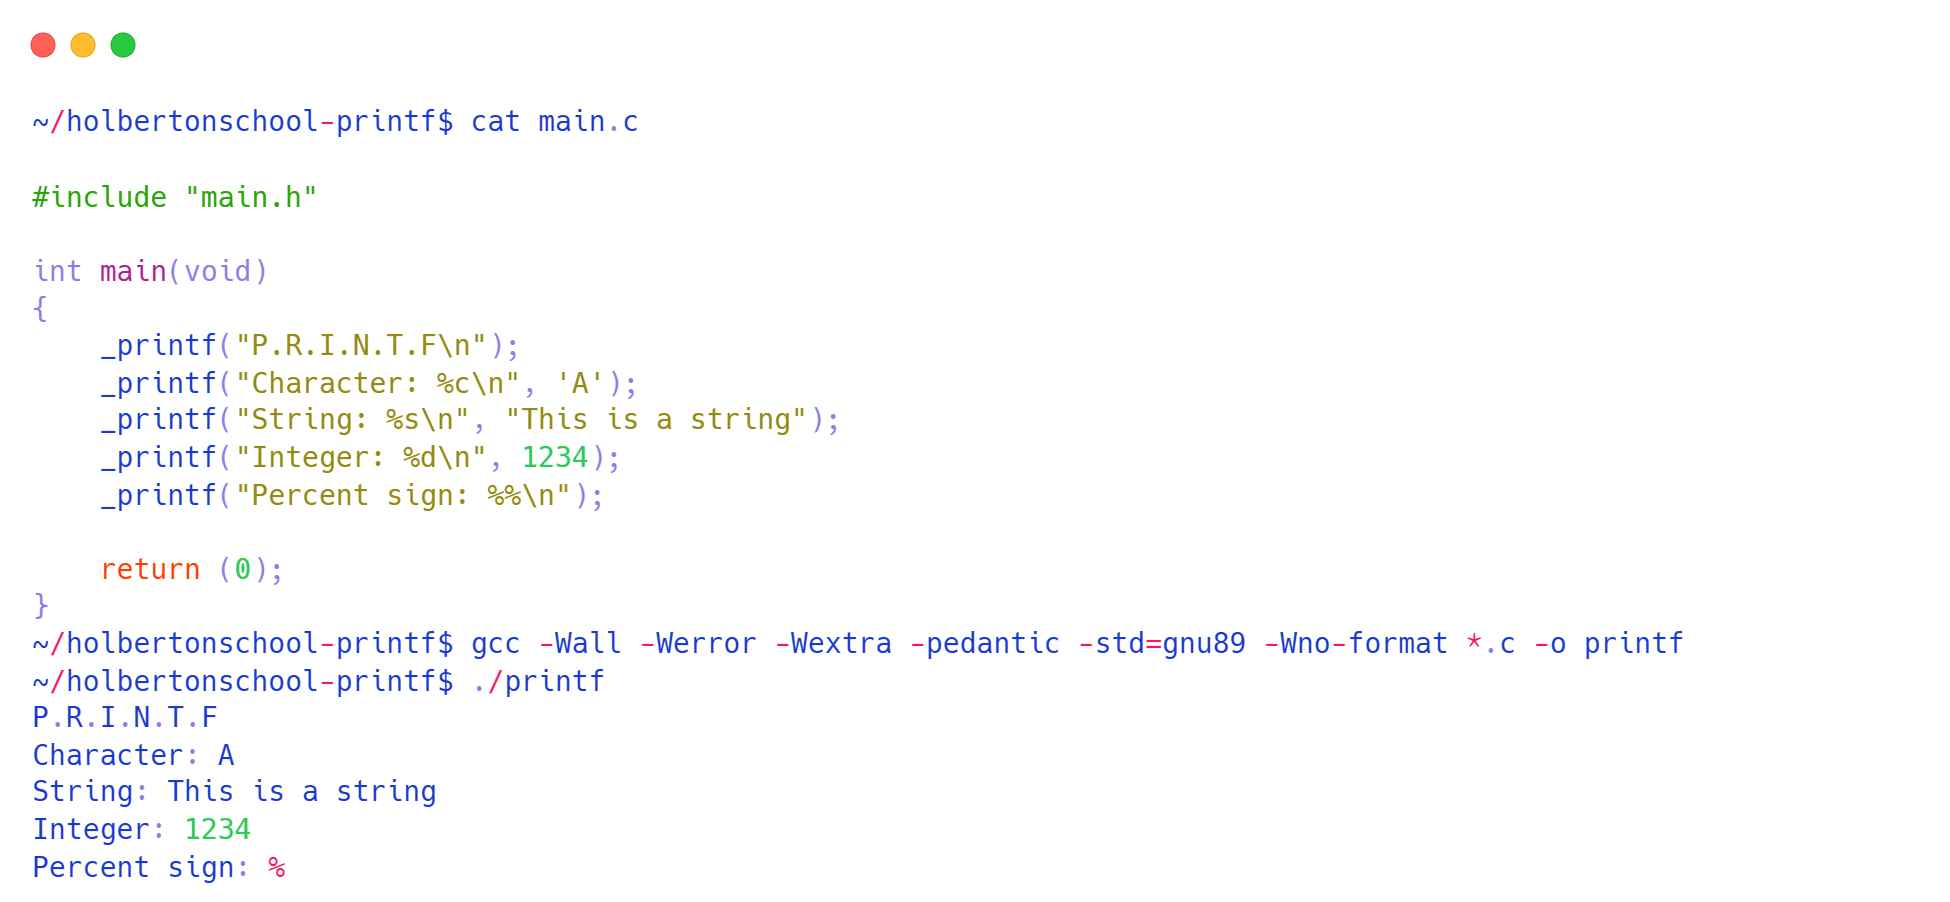 ~/holbertonschool-printf$ cat main.c
#include "main.h"
int main(void)
{
    _printf("P.R.I.N.T.F\n");
    _printf("Character: %c\n", 'A');
    _printf("String: %s\n", "This is a string");
    _printf("Integer: %d\n", 1234);
    _printf("Percent sign: %%\n");
    return (0);
}
~/holbertonschool-printf$ gcc -Wall -Werror -Wextra -pedantic -std=gnu89 -Wno-format *.c -o printf
~/holbertonschool-printf$ ./printf
P.R.I.N.T.F
Character: A
String: This is a string
Integer: 1234
Percent sign: %